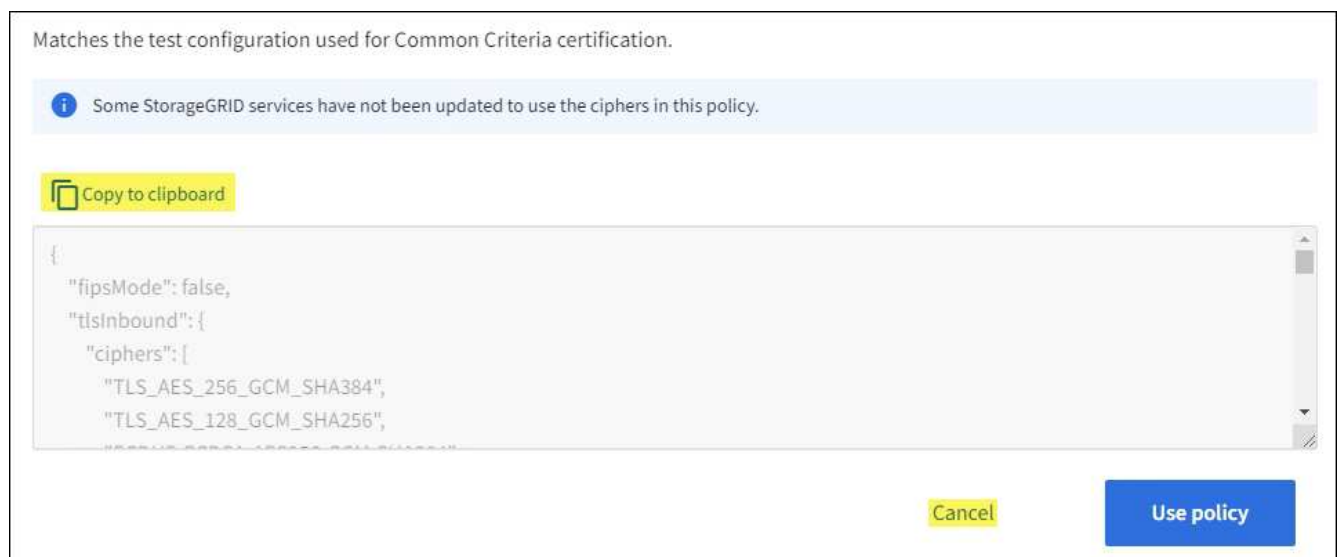 Matches the test configuration used for Common Criteria certification.
Some StorageGRID services have not been updated to use the ciphers in this policy.
Copy to clipboard
{
"fipsMode": false,
"tlsInbound": {
"ciphers": [
"TLS_AES_256_GCM_SHA384",
"TLS_AES_128_GCM_SHA256",
Cancel
Use policy